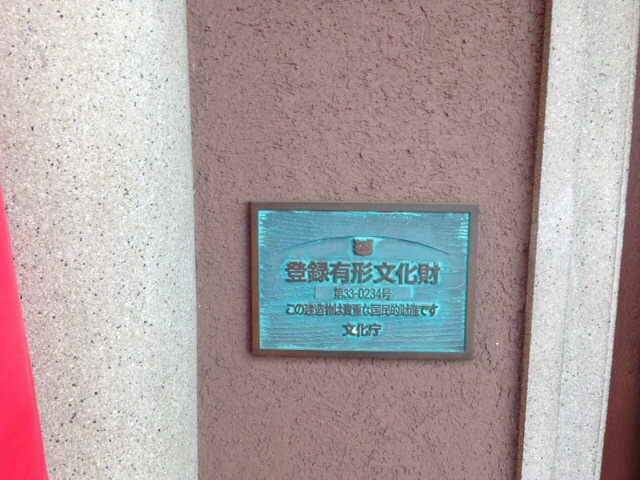 登録有形文化財
第33-0234号
この建造物は貴重な国民的財産です
文化庁